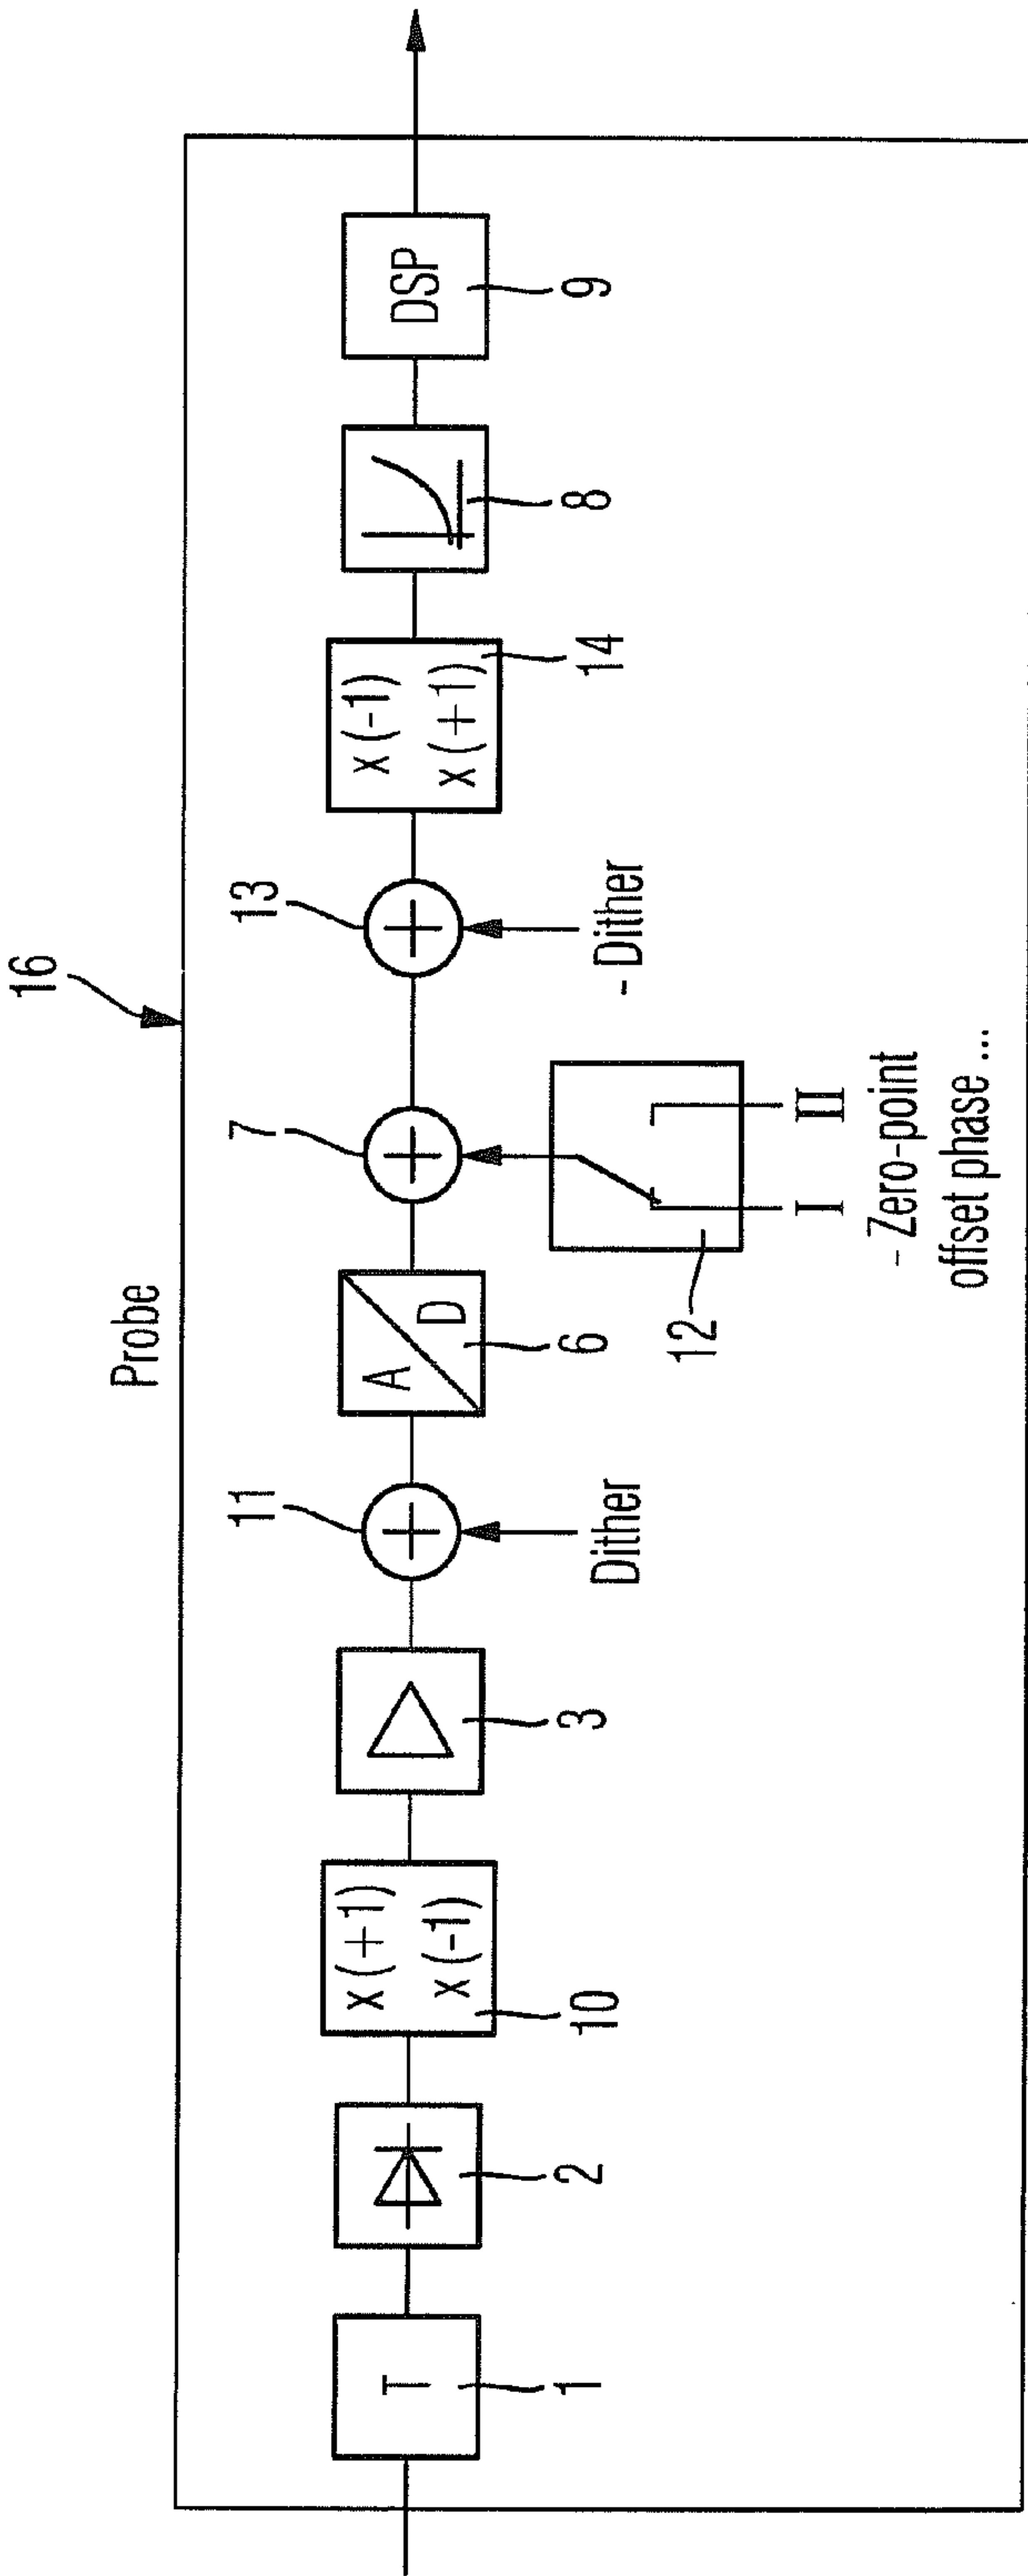 16
Probe
T
1
2
x (+1)
x (-1)
10
3
11
Dither
A
D
6
7
12
I
II
- Zero-point
offset phase ...
13
- Dither
x (-1)
x (+1)
14
8
DSP
9